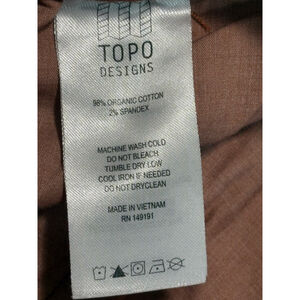 TOPO
DESIGNS
98% ORGANIC COTTON
2% SPANDEX
MACHINE WASH COLD
DO NOT BLEACH
TUMBLE DRY LOW
COOL IRON IF NEEDED
DO NOT DRYCLEAN
MADE IN VIETNAM
RN 149191